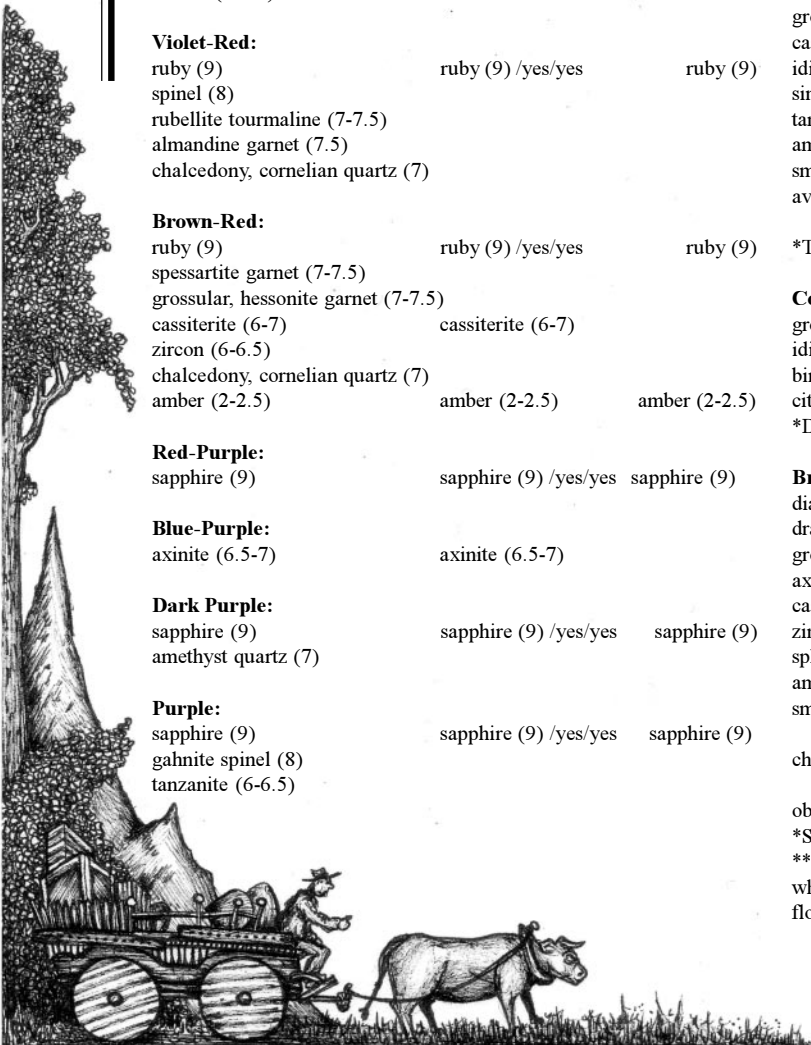 Violet-Red:
ruby (9) ruby (9) /yes/yes ruby (9)
spinel (8)
rubellite tourmaline (7-7.5)
almandine garnet (7.5)
chalcedony, cornelian quartz (7)
Brown-Red:
ruby (9) ruby (9) /yes/yes ruby (9)
spessartite garnet (7-7.5)
grossular, hessonite garnet (7-7.5)
cassiterite (6-7) cassiterite (6-7)
zircon (6-6.5)
chalcedony, cornelian quartz (7)
amber (2-2.5) amber (2-2.5) amber (2-2.5)
Red-Purple:
sapphire (9) sapphire (9) /yes/yes sapphire (9)
Blue-Purple:
axinite (6.5-7) axinite (6.5-7)
Dark Purple:
sapphire (9) sapphire (9) /yes/yes sapphire (9)
amethyst quartz (7)
Purple:
sapphire (9) sapphire (9) /yes/yes sapphire (9)
gahnite spinel (8)
tanzanite (6-6.5)